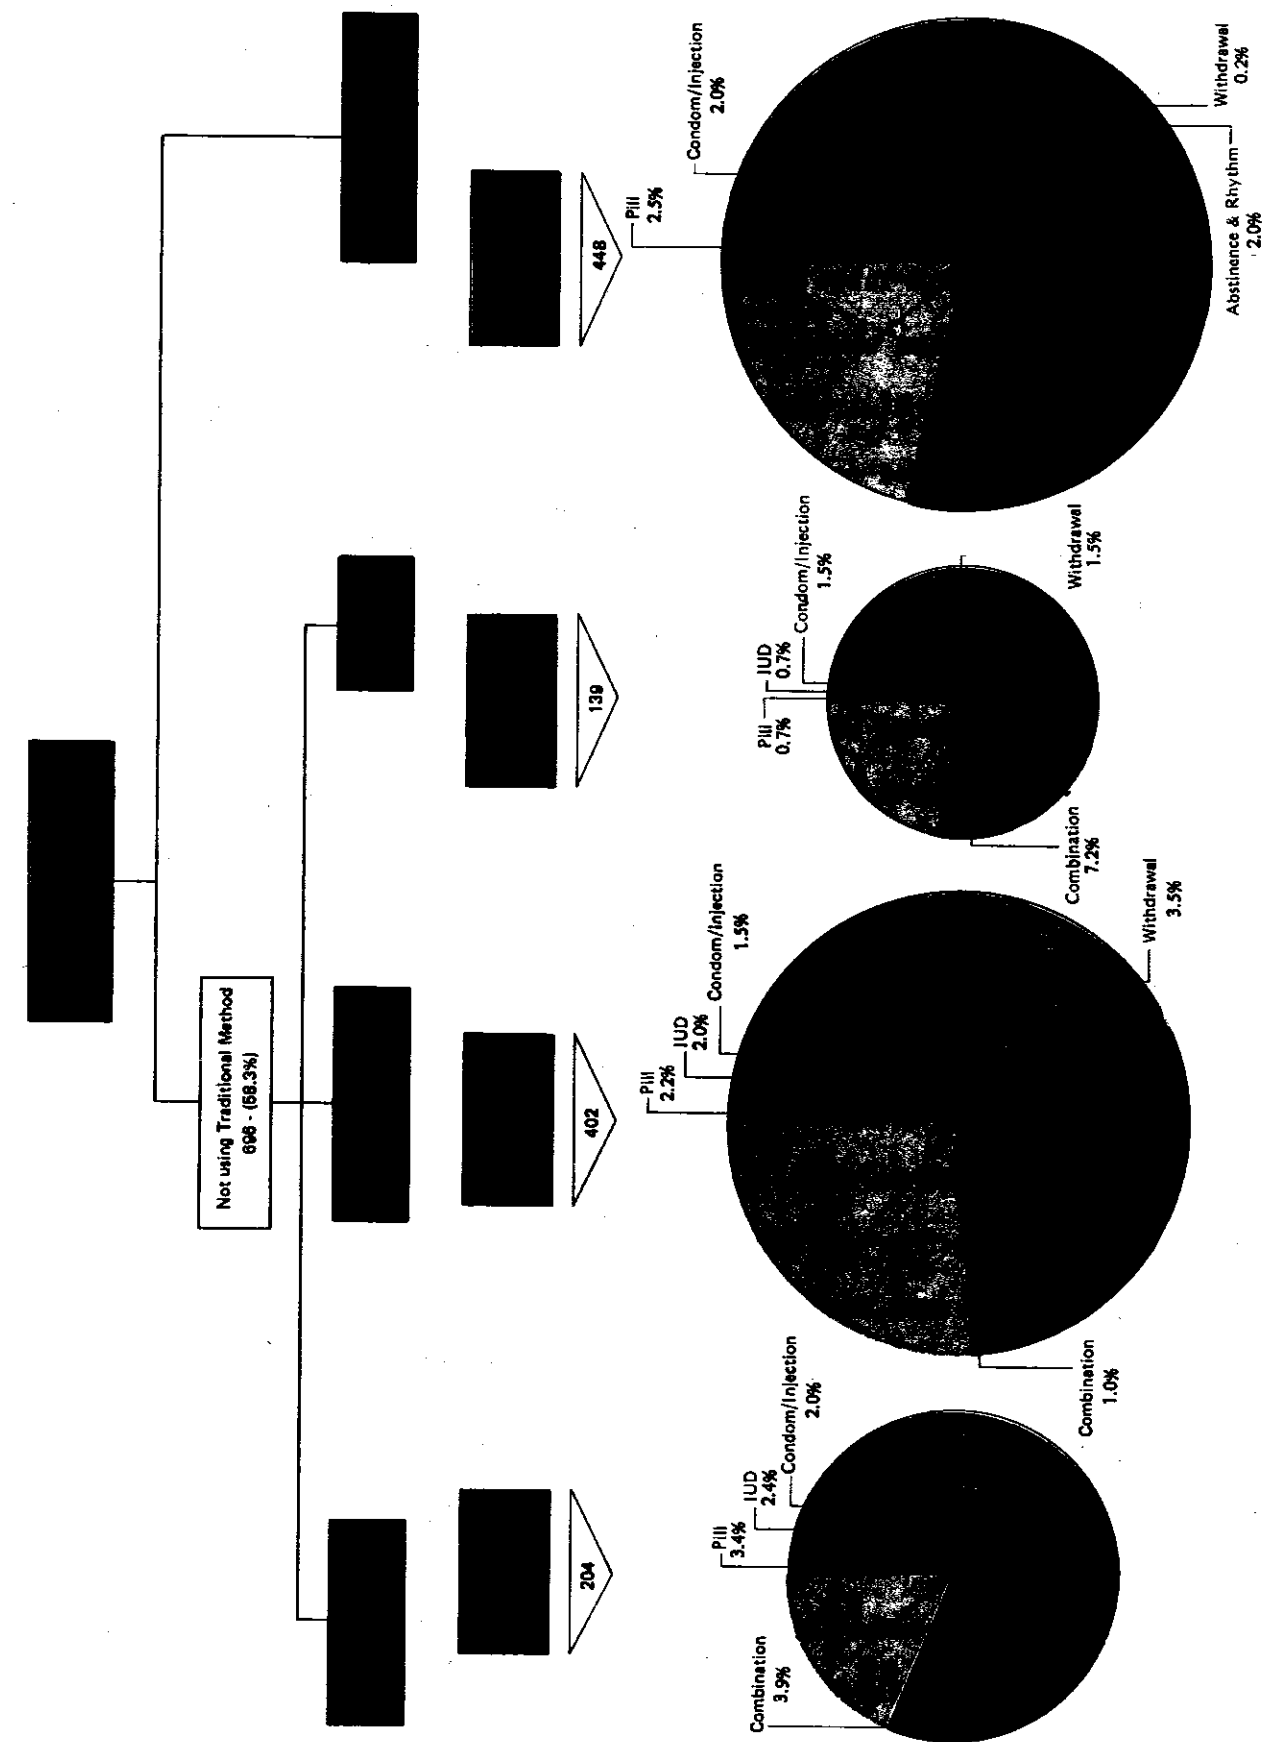 Not using Traditional Method
696 - (58.3%)
204
402
139
448
Combination
3.9%
Pill
3.4%
IUD
2.4%
Condom/Injection
2.0%
Pill
2.2%
IUD
2.0%
Condom/Injection
1.5%
Combination
1.0%
Withdrawal
3.5%
Pill
0.7%
IUD
0.7%
Condom/Injection
1.5%
Combination
7.2%
Withdrawal
1.5%
Pill
2.5%
Condom/Injection
2.0%
Abstinence & Rhythm
2.0%
Withdrawal
0.2%